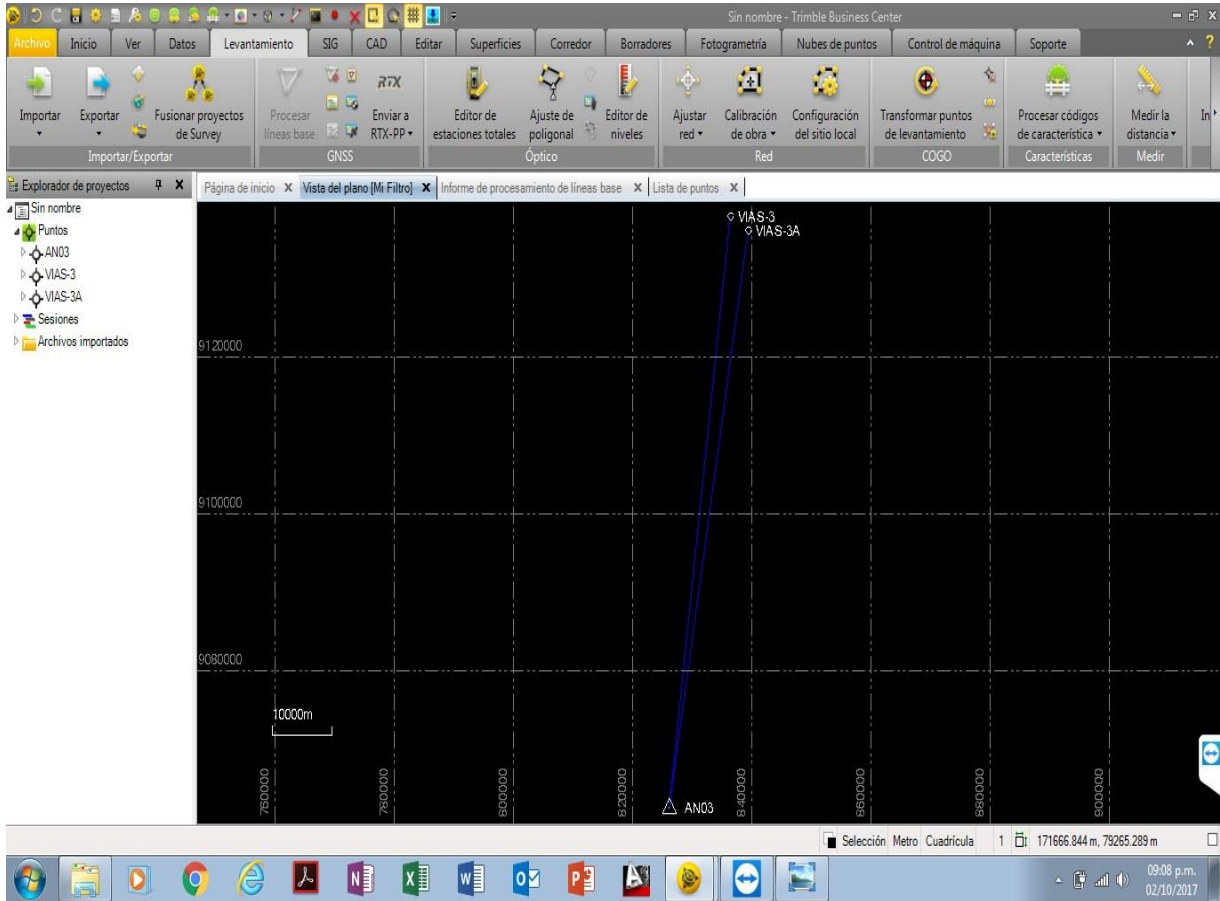 Sin nombre - Trimble Business Center
Archivo Inicio Ver Datos Levantamiento SIG CAD Editar Superficies Corredor Borradores Fotogrametría Nubes de puntos Control de máquina Soporte
Importar Exportar Fusionar proyectos de Survey
Importar/Exportar
Procesar líneas base
RTX
Enviar a RTX-PP
GNSS
Editor de estaciones totales
Ajuste de poligonal
Editor de niveles
Óptico
Ajustar red
Calibración de obra
Configuración del sitio local
Red
Transformar puntos de levantamiento
COGO
Procesar códigos de característica
Características
Medir la distancia
Medir
In
Explorador de proyectos
Sin nombre
Puntos
AN03
VIAS-3
VIAS-3A
Sesiones
Archivos importados
Página de inicio X Vista del plano [Mi Filtro] X Informe de procesamiento de líneas base X Lista de puntos X
VIAS-3
VIAS-3A
9120000
9100000
9080000
10000m
760000
780000
800000
820000
AN03
840000
860000
880000
900000
Selección Metro Cuadrícula 1 171666.844 m, 79265.289 m
09:08 p.m.
02/10/2017